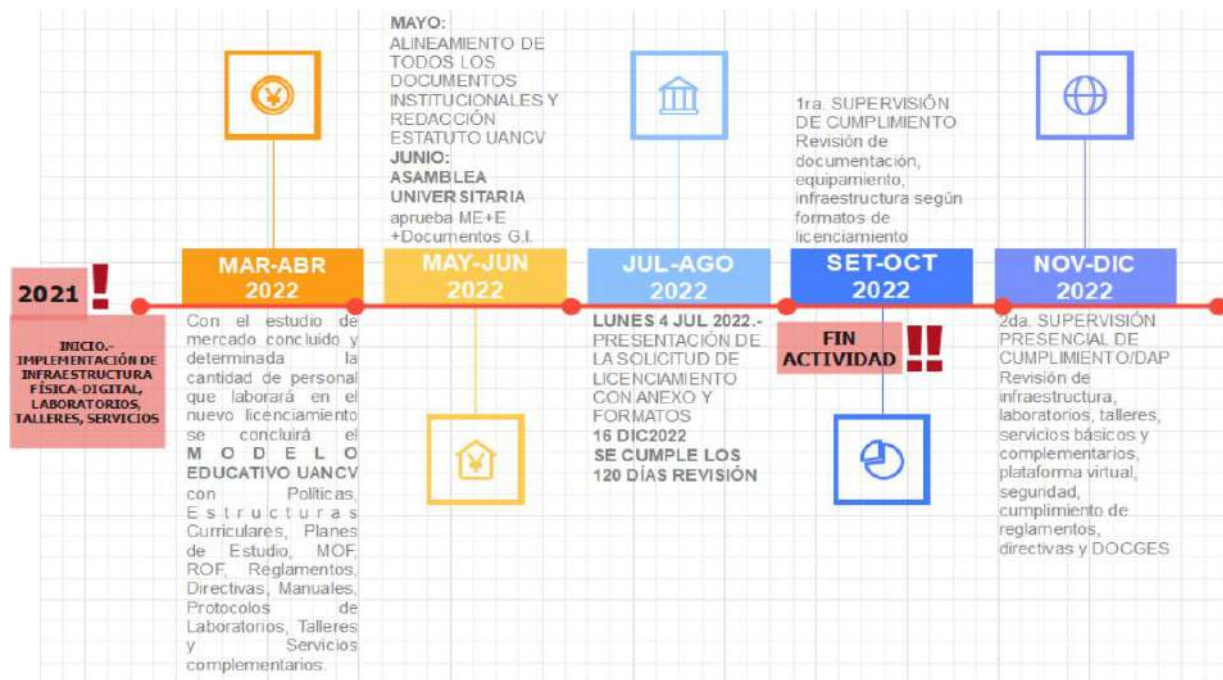 2021
INICIO.-
IMPLEMENTACIÓN DE
INFRAESTRUCTURA
FÍSICA-DIGITAL,
LABORATORIOS,
TALLERES, SERVICIOS
MAR-ABR
2022
Con el estudio de
mercado concluido y
determinada la
cantidad de personal
que laborará en el
nuevo licenciamiento
se concluirá el
MODELO
EDUCATIVO UANCV
con Políticas,
Estructuras
Curriculares, Planes
de Estudio, MOF,
ROF, Reglamentos,
Directivas, Manuales,
Protocolos de
Laboratorios, Talleres
y Servicios
complementarios.
MAYO:
ALINEAMIENTO DE
TODOS LOS
DOCUMENTOS
INSTITUCIONALES Y
REDACCIÓN
ESTATUTO UANCV
JUNIO:
ASAMBLEA
UNIVERSITARIA
aprueba ME+E
+Documentos G.I.
MAY-JUN
2022
JUL-AGO
2022
LUNES 4 JUL 2022.-
PRESENTACIÓN DE
LA SOLICITUD DE
LICENCIAMIENTO
CON ANEXO Y
FORMATOS
16 DIC2022
SE CUMPLE LOS
120 DÍAS REVISIÓN
1ra. SUPERVISIÓN
DE CUMPLIMIENTO
Revisión de
documentación,
equipamiento,
infraestructura según
formatos de
licenciamiento
SET-OCT
2022
FIN
ACTIVIDAD
NOV-DIC
2022
2da. SUPERVISIÓN
PRESENCIAL DE
CUMPLIMIENTO/DAP
Revisión de
infraestructura,
laboratorios, talleres,
servicios básicos y
complementarios,
plataforma virtual,
seguridad,
cumplimiento de
reglamentos,
directivas y DOCGES